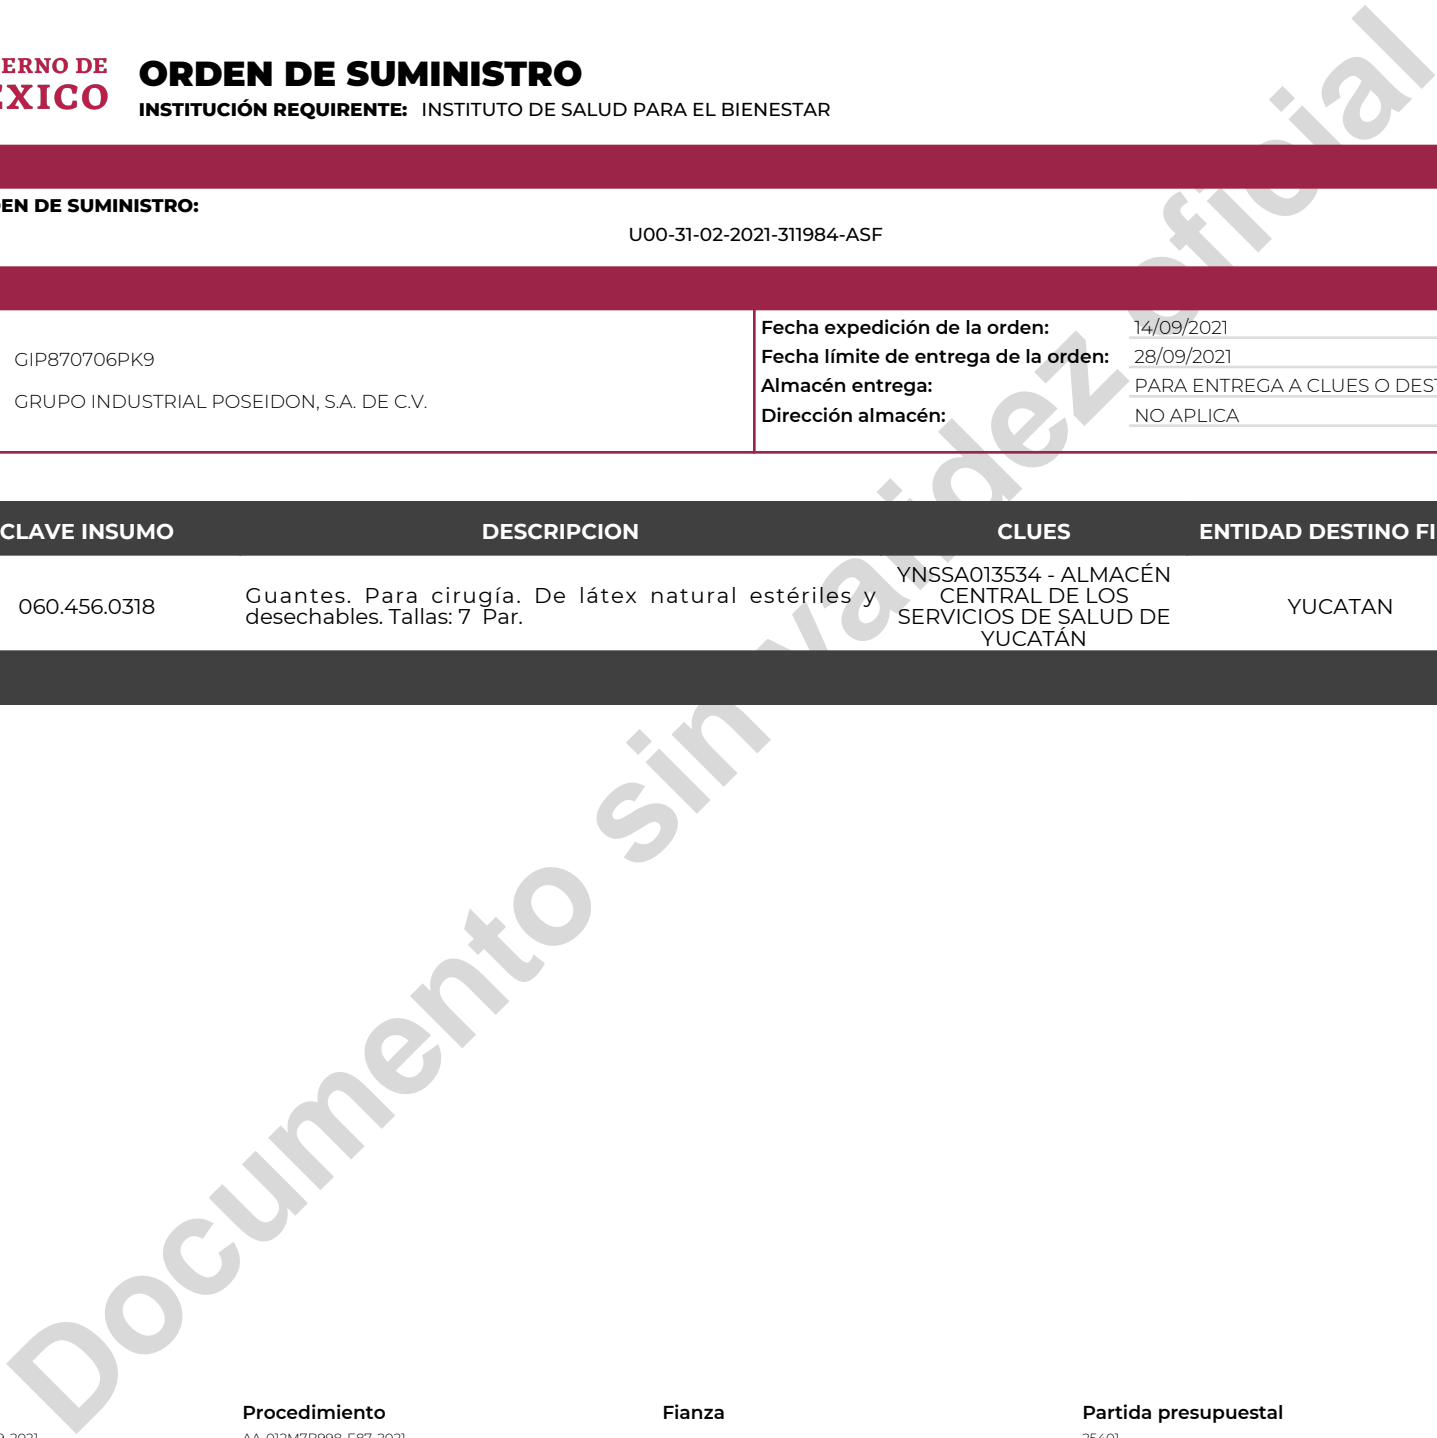 ERNO DE
ÉXICO
ORDEN DE SUMINISTRO
INSTITUCIÓN REQUIRENTE: INSTITUTO DE SALUD PARA EL BIENESTAR
EN DE SUMINISTRO:
U00-31-02-2021-311984-ASF
GIP870706PK9
GRUPO INDUSTRIAL POSEIDON, S.A. DE C.V.
Fecha expedición de la orden: 14/09/2021
Fecha límite de entrega de la orden: 28/09/2021
Almacén entrega: PARA ENTREGA A CLUES O DEST
Dirección almacén: NO APLICA
CLAVE INSUMO DESCRIPCION CLUES ENTIDAD DESTINO FI
060.456.0318
Guantes. Para cirugía. De látex natural estériles y
desechables. Tallas: 7 Par.
YNSSA013534 - ALMACÉN
CENTRAL DE LOS
SERVICIOS DE SALUD DE
YUCATÁN
YUCATAN
Documento sin validez oficial
Procedimiento Fianza Partida presupuestal